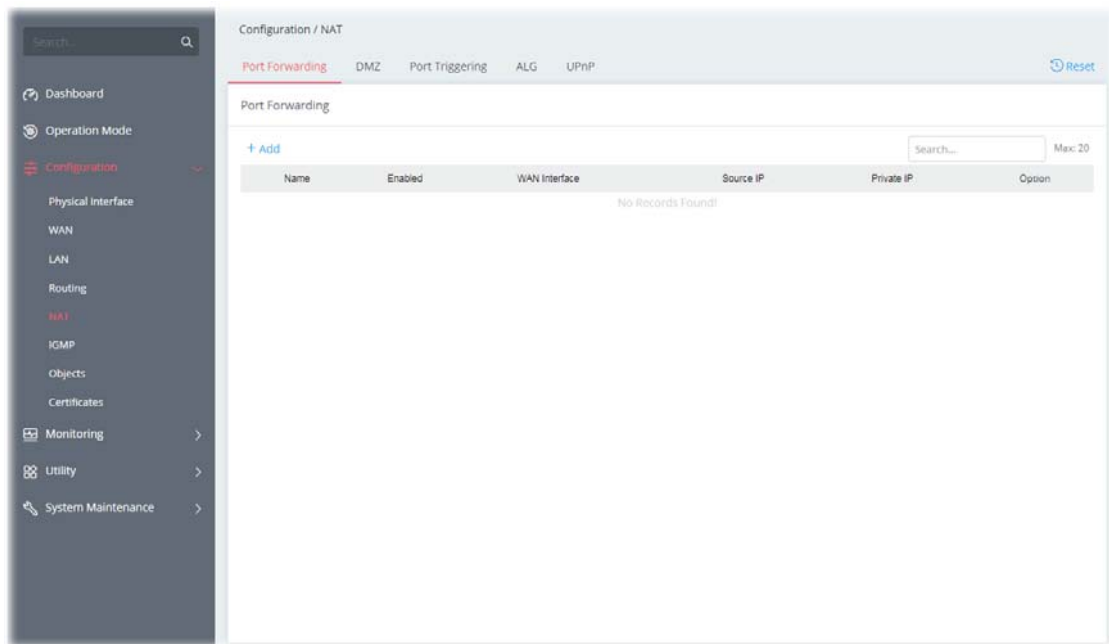 Search...
Dashboard
Operation Mode
Configuration
Physical Interface
WAN
LAN
Routing
NAT
IGMP
Objects
Certificates
Monitoring
Utility
System Maintenance
Configuration / NAT
Port Forwarding DMZ Port Triggering ALG UPnP Reset
Port Forwarding
+ Add Search... Max: 20
Name Enabled WAN Interface Source IP Private IP Option
No Records Found!